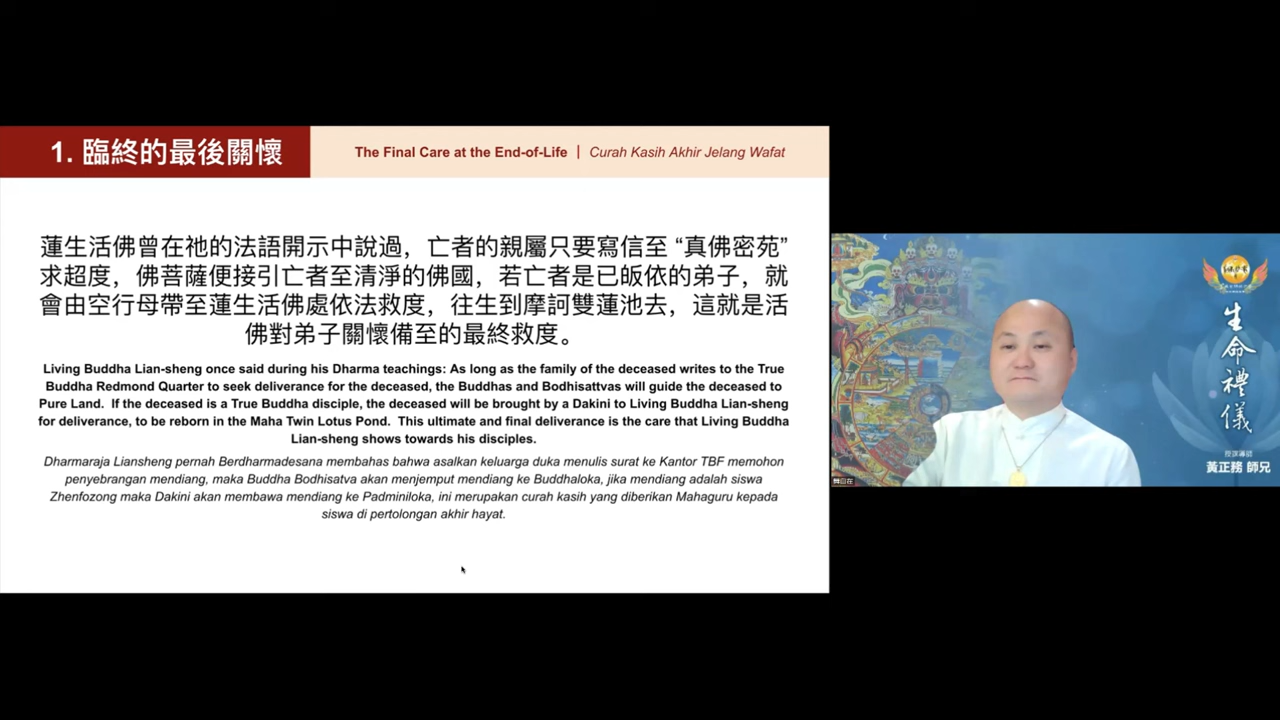 1. 臨終的最後關懷
The Final Care at the End-of-Life | Curah Kasih Akhir Jelang Wafat
蓮生活佛曾在祂的法語開示中說過，亡者的親屬只要寫信至 “真佛密苑”
求超度，佛菩薩便接引亡者至清淨的佛國，若亡者是已皈依的弟子，就
會由空行母帶至蓮生活佛處依法救度，往生到摩訶雙蓮池去，這就是活
佛對弟子關懷備至的最終救度。
Living Buddha Lian-sheng once said during his Dharma teachings: As long as the family of the deceased writes to the True
Buddha Redmond Quarter to seek deliverance for the deceased, the Buddhas and Bodhisattvas will guide the deceased to
Pure Land. If the deceased is a True Buddha disciple, the deceased will be brought by a Dakini to Living Buddha Lian-sheng
for deliverance, to be reborn in the Maha Twin Lotus Pond. This ultimate and final deliverance is the care that Living Buddha
Lian-sheng shows towards his disciples.
Dharmaraja Liansheng pernah Berdharmadesana membahas bahwa asalkan keluarga duka menulis surat ke Kantor TBF memohon
penyebrangan mendiang, maka Buddha Bodhisatva akan menjemput mendiang ke Buddhaloka, jika mendiang adalah siswa
Zhenfozong maka Dakini akan membawa mendiang ke Padminiloka, ini merupakan curah kasih yang diberikan Mahaguru kepada
siswa di pertolongan akhir hayat.
生命禮儀
授課導師
黃正務 師兄